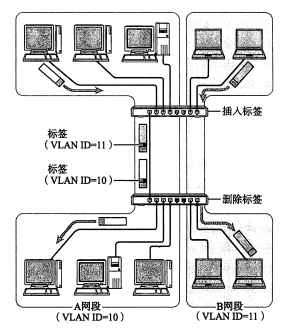 插入标签
标签
（VLAN ID=11）
标签
（VLAN ID=10）
删除标签
A网段
（VLAN ID=10）
B网段
（VLAN ID=11）